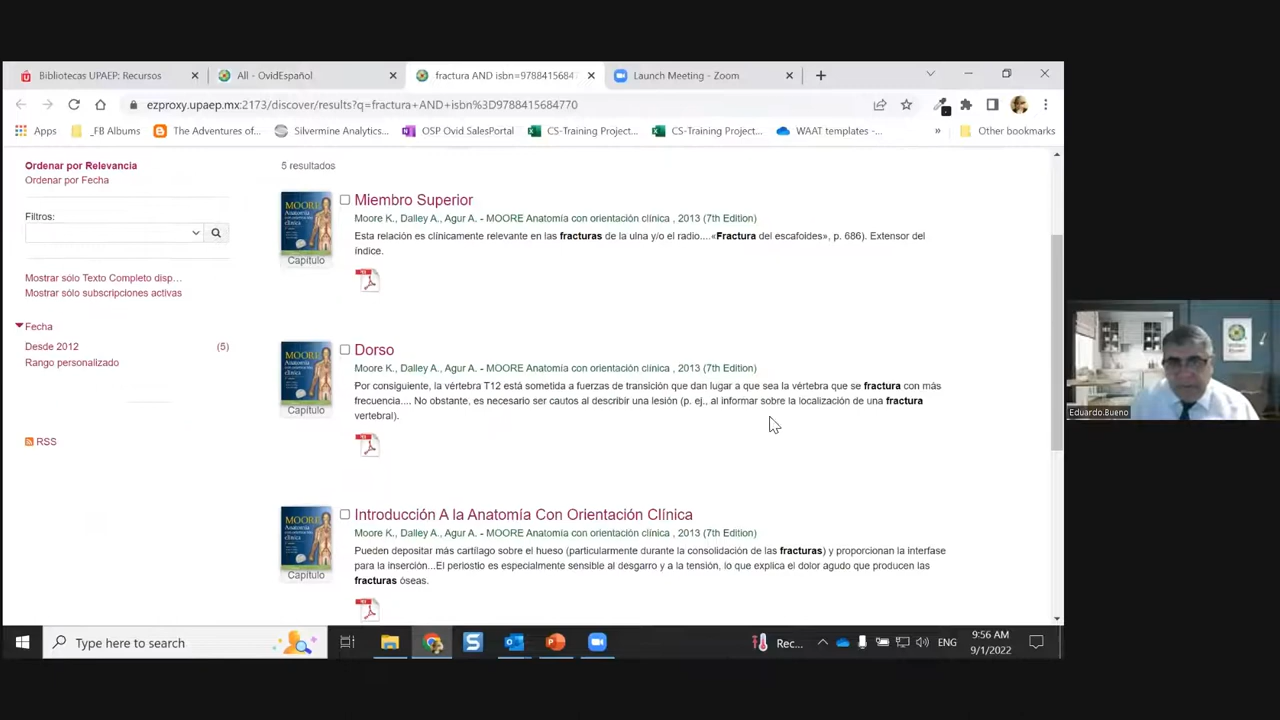 Bibliotecas UPAEP: Recursos
All - OvidEspañol
fractura AND isbn=9788415684
Launch Meeting - Zoom
ezproxy.upaep.mx:2173/discover/results?q=fractura+AND+isbn%3D9788415684770
Apps
_FB Albums
The Adventures of...
Silvermine Analytics...
OSP Ovid SalesPortal
CS-Training Project...
CS-Training Project...
WAAT templates -...
»
Other bookmarks
Ordenar por Relevancia
Ordenar por Fecha
Filtros:
Mostrar sólo Texto Completo disp…
Mostrar sólo subscripciones activas
Fecha
Desde 2012 (5)
Rango personalizado
RSS
5 resultados
Miembro Superior
Moore K., Dalley A., Agur A. - MOORE Anatomía con orientación clínica , 2013 (7th Edition)
Esta relación es clínicamente relevante en las fracturas de la ulna y/o el radio....«Fractura del escafoides», p. 686). Extensor del
índice.
Capítulo
Dorso
Moore K., Dalley A., Agur A. - MOORE Anatomía con orientación clínica , 2013 (7th Edition)
Por consiguiente, la vértebra T12 está sometida a fuerzas de transición que dan lugar a que sea la vértebra que se fractura con más
frecuencia.... No obstante, es necesario ser cautos al describir una lesión (p. ej., al informar sobre la localización de una fractura
vertebral).
Capítulo
Introducción A la Anatomía Con Orientación Clínica
Moore K., Dalley A., Agur A. - MOORE Anatomía con orientación clínica , 2013 (7th Edition)
Pueden depositar más cartílago sobre el hueso (particularmente durante la consolidación de las fracturas) y proporcionan la interfase
para la inserción...El periostio es especialmente sensible al desgarro y a la tensión, lo que explica el dolor agudo que producen las
fracturas óseas.
Capítulo
Eduardo.Bueno
Type here to search
Rec...
ENG
9:56 AM
9/1/2022